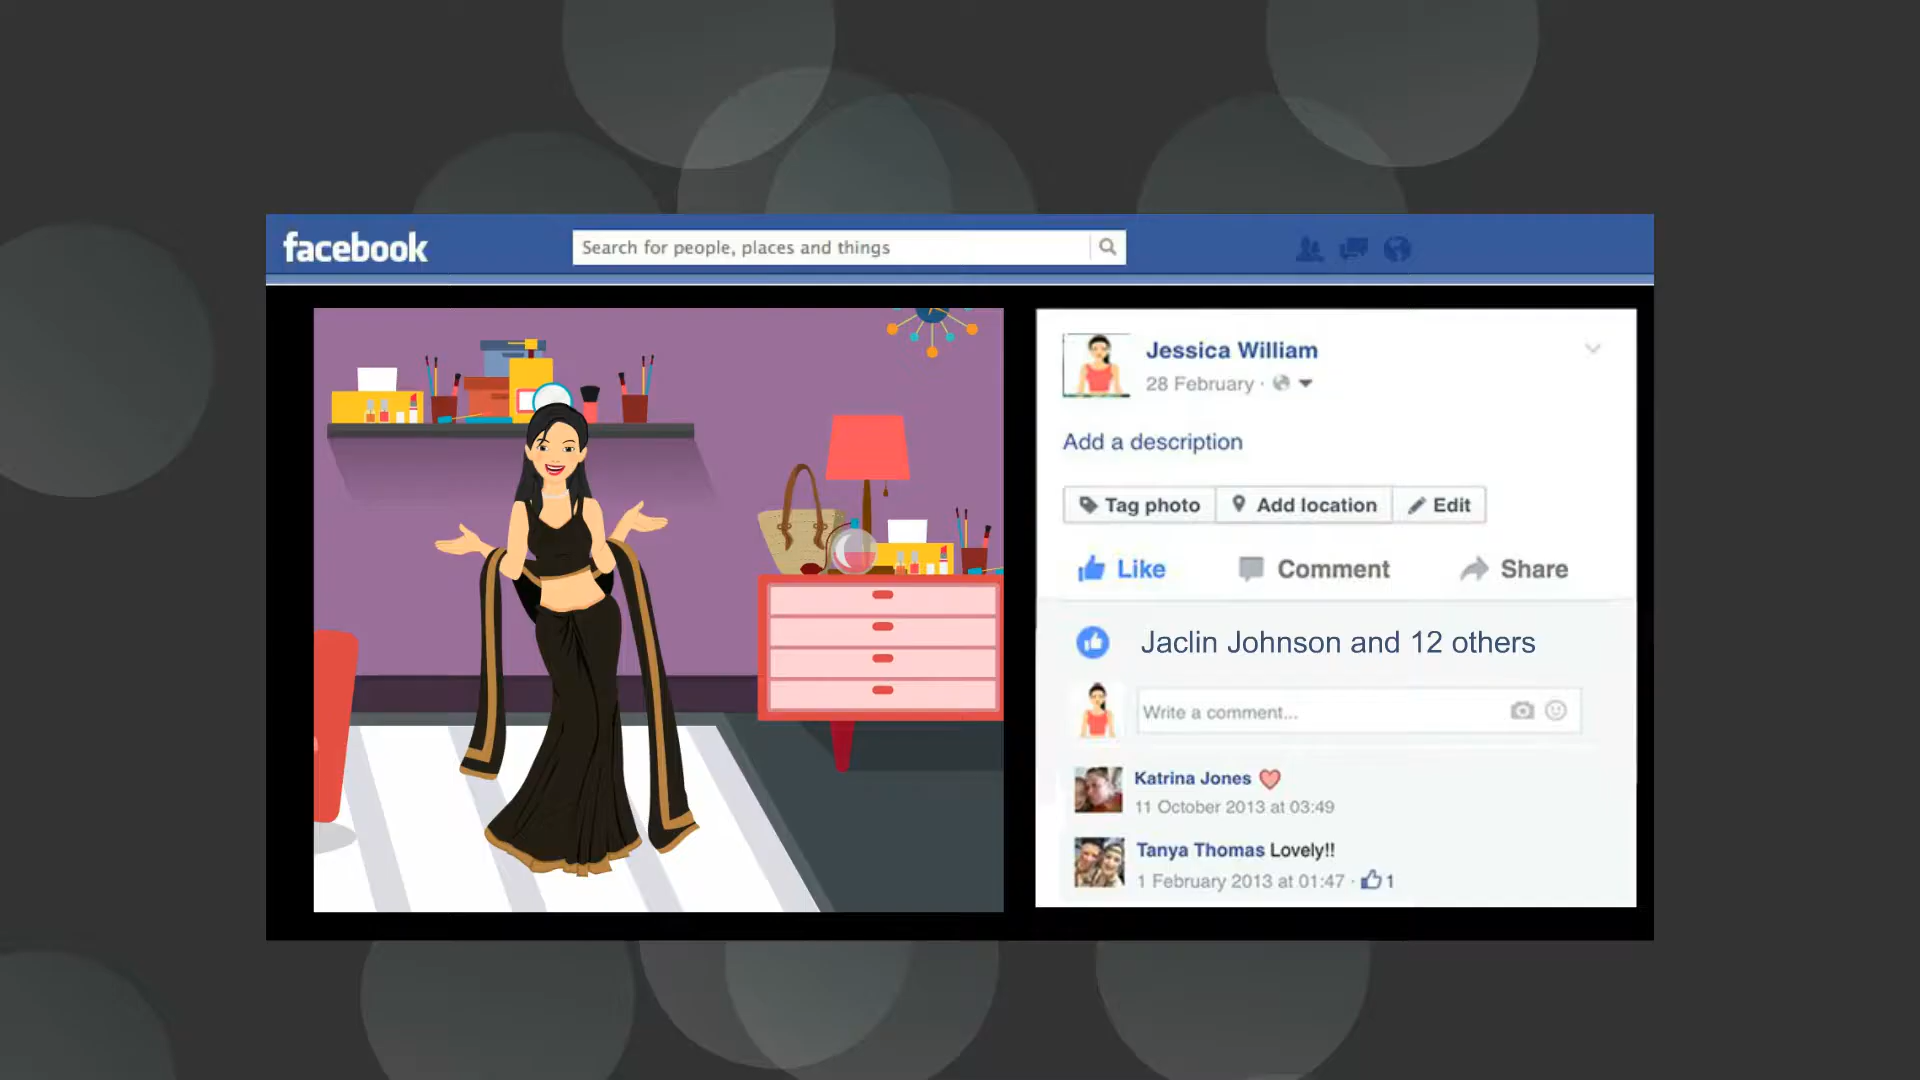 facebook
Search for people, places and things
Jessica William
28 February ·
Add a description
Tag photo
Add location
Edit
Like
Comment
Share
Jaclin Johnson and 12 others
Write a comment...
Katrina Jones
11 October 2013 at 03:49
Tanya Thomas Lovely!!
1 February 2013 at 01:47 · 1